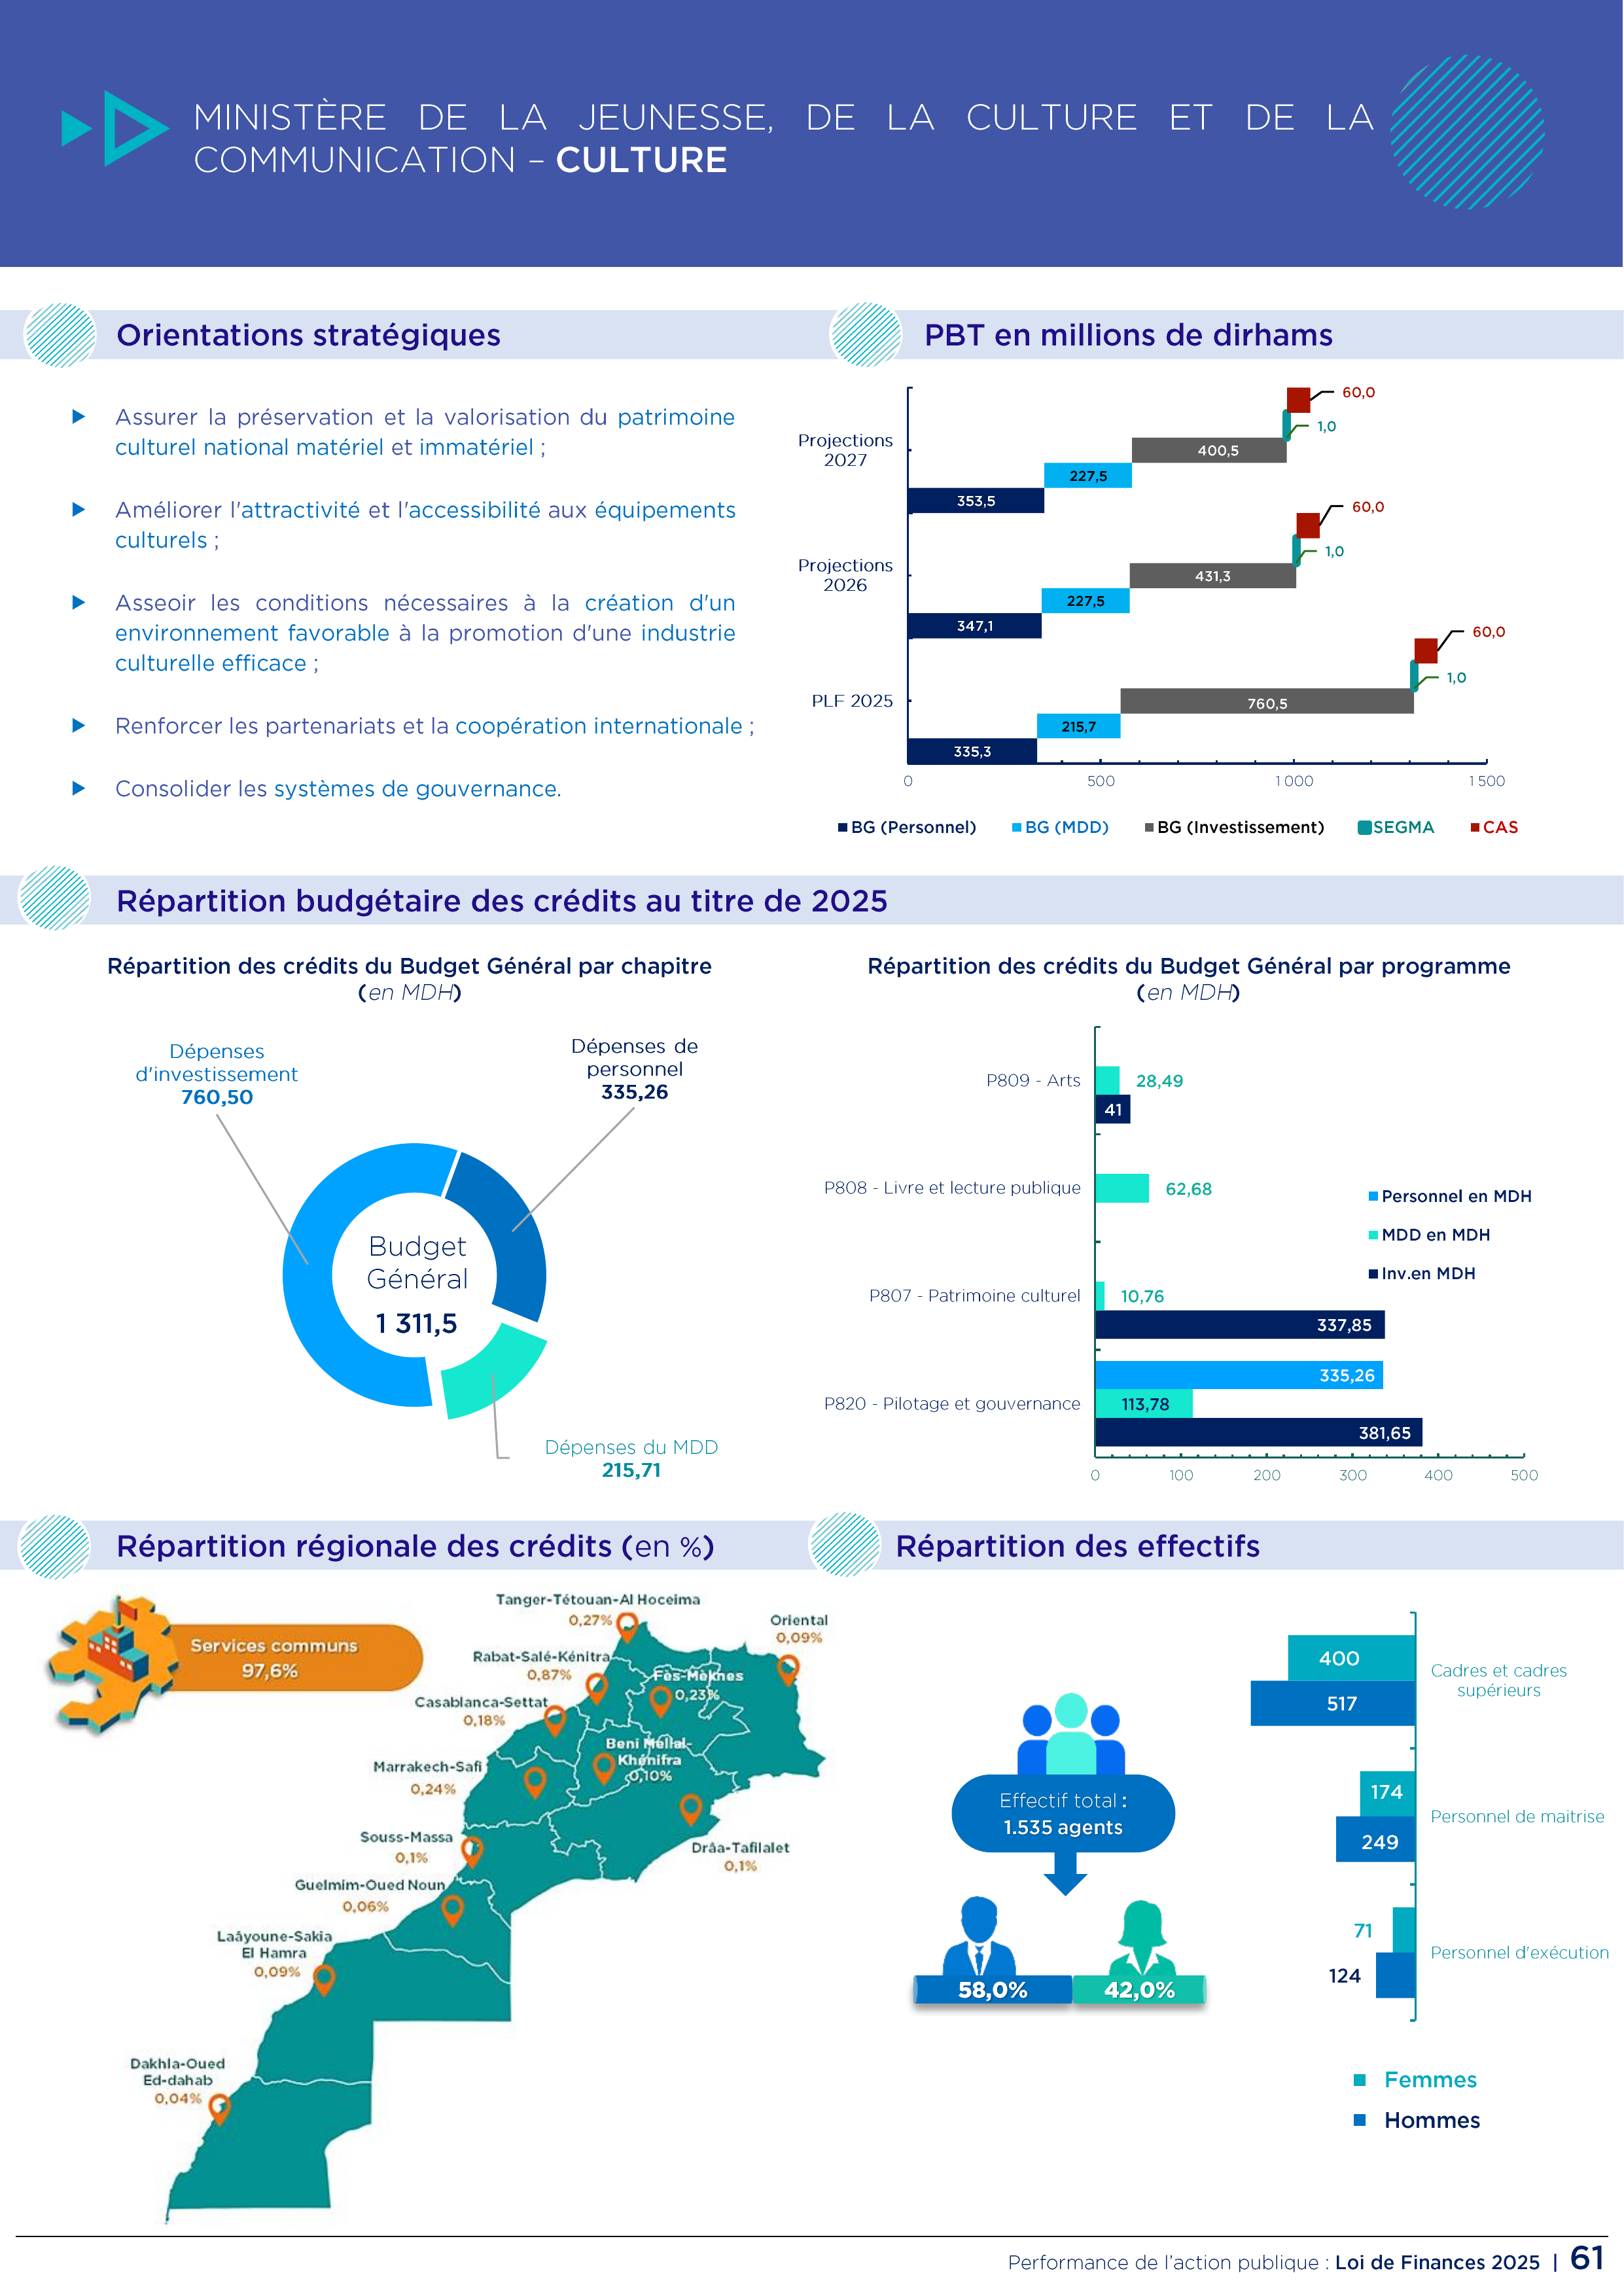 MINISTÈRE DE LA JEUNESSE, DE LA CULTURE ET DE LA
COMMUNICATION – CULTURE
Orientations stratégiques
Assurer la préservation et la valorisation du patrimoine
culturel national matériel et immatériel ;
Améliorer l'attractivité et l'accessibilité aux équipements
culturels ;
Asseoir les conditions nécessaires à la création d'un
environnement favorable à la promotion d'une industrie
culturelle efficace ;
Renforcer les partenariats et la coopération internationale ;
Consolider les systèmes de gouvernance.
PBT en millions de dirhams
60,0
1,0
Projections
2027
400,5
227,5
353,5
60,0
1,0
Projections
2026
431,3
227,5
347,1
60,0
1,0
PLF 2025
760,5
215,7
335,3
0 500 1 000 1 500
BG (Personnel) BG (MDD) BG (Investissement) SEGMA CAS
Répartition budgétaire des crédits au titre de 2025
Répartition des crédits du Budget Général par chapitre
(en MDH)
Dépenses
d'investissement
760,50
Dépenses de
personnel
335,26
Budget
Général
1 311,5
Dépenses du MDD
215,71
Répartition des crédits du Budget Général par programme
(en MDH)
P809 - Arts
28,49
41
P808 - Livre et lecture publique
62,68
P807 - Patrimoine culturel
10,76
337,85
335,26
P820 - Pilotage et gouvernance
113,78
381,65
0 100 200 300 400 500
Personnel en MDH
MDD en MDH
Inv.en MDH
Répartition régionale des crédits (en %)
Services communs
97,6%
Tanger-Tétouan-Al Hoceima
0,27%
Oriental
0,09%
Rabat-Salé-Kénitra
0,87%
Fès-Mèknes
0,23%
Casablanca-Settat
0,18%
Beni Mellal-
Khénifra
0,10%
Marrakech-Safi
0,24%
Souss-Massa
0,1%
Drâa-Tafilalet
0,1%
Guelmim-Oued Noun
0,06%
Laâyoune-Sakia
El Hamra
0,09%
Dakhla-Oued
Ed-dahab
0,04%
Répartition des effectifs
Effectif total :
1.535 agents
58,0%
42,0%
400
517
Cadres et cadres
supérieurs
174
249
Personnel de maitrise
71
124
Personnel d'exécution
Femmes
Hommes
Performance de l'action publique : Loi de Finances 2025 | 61